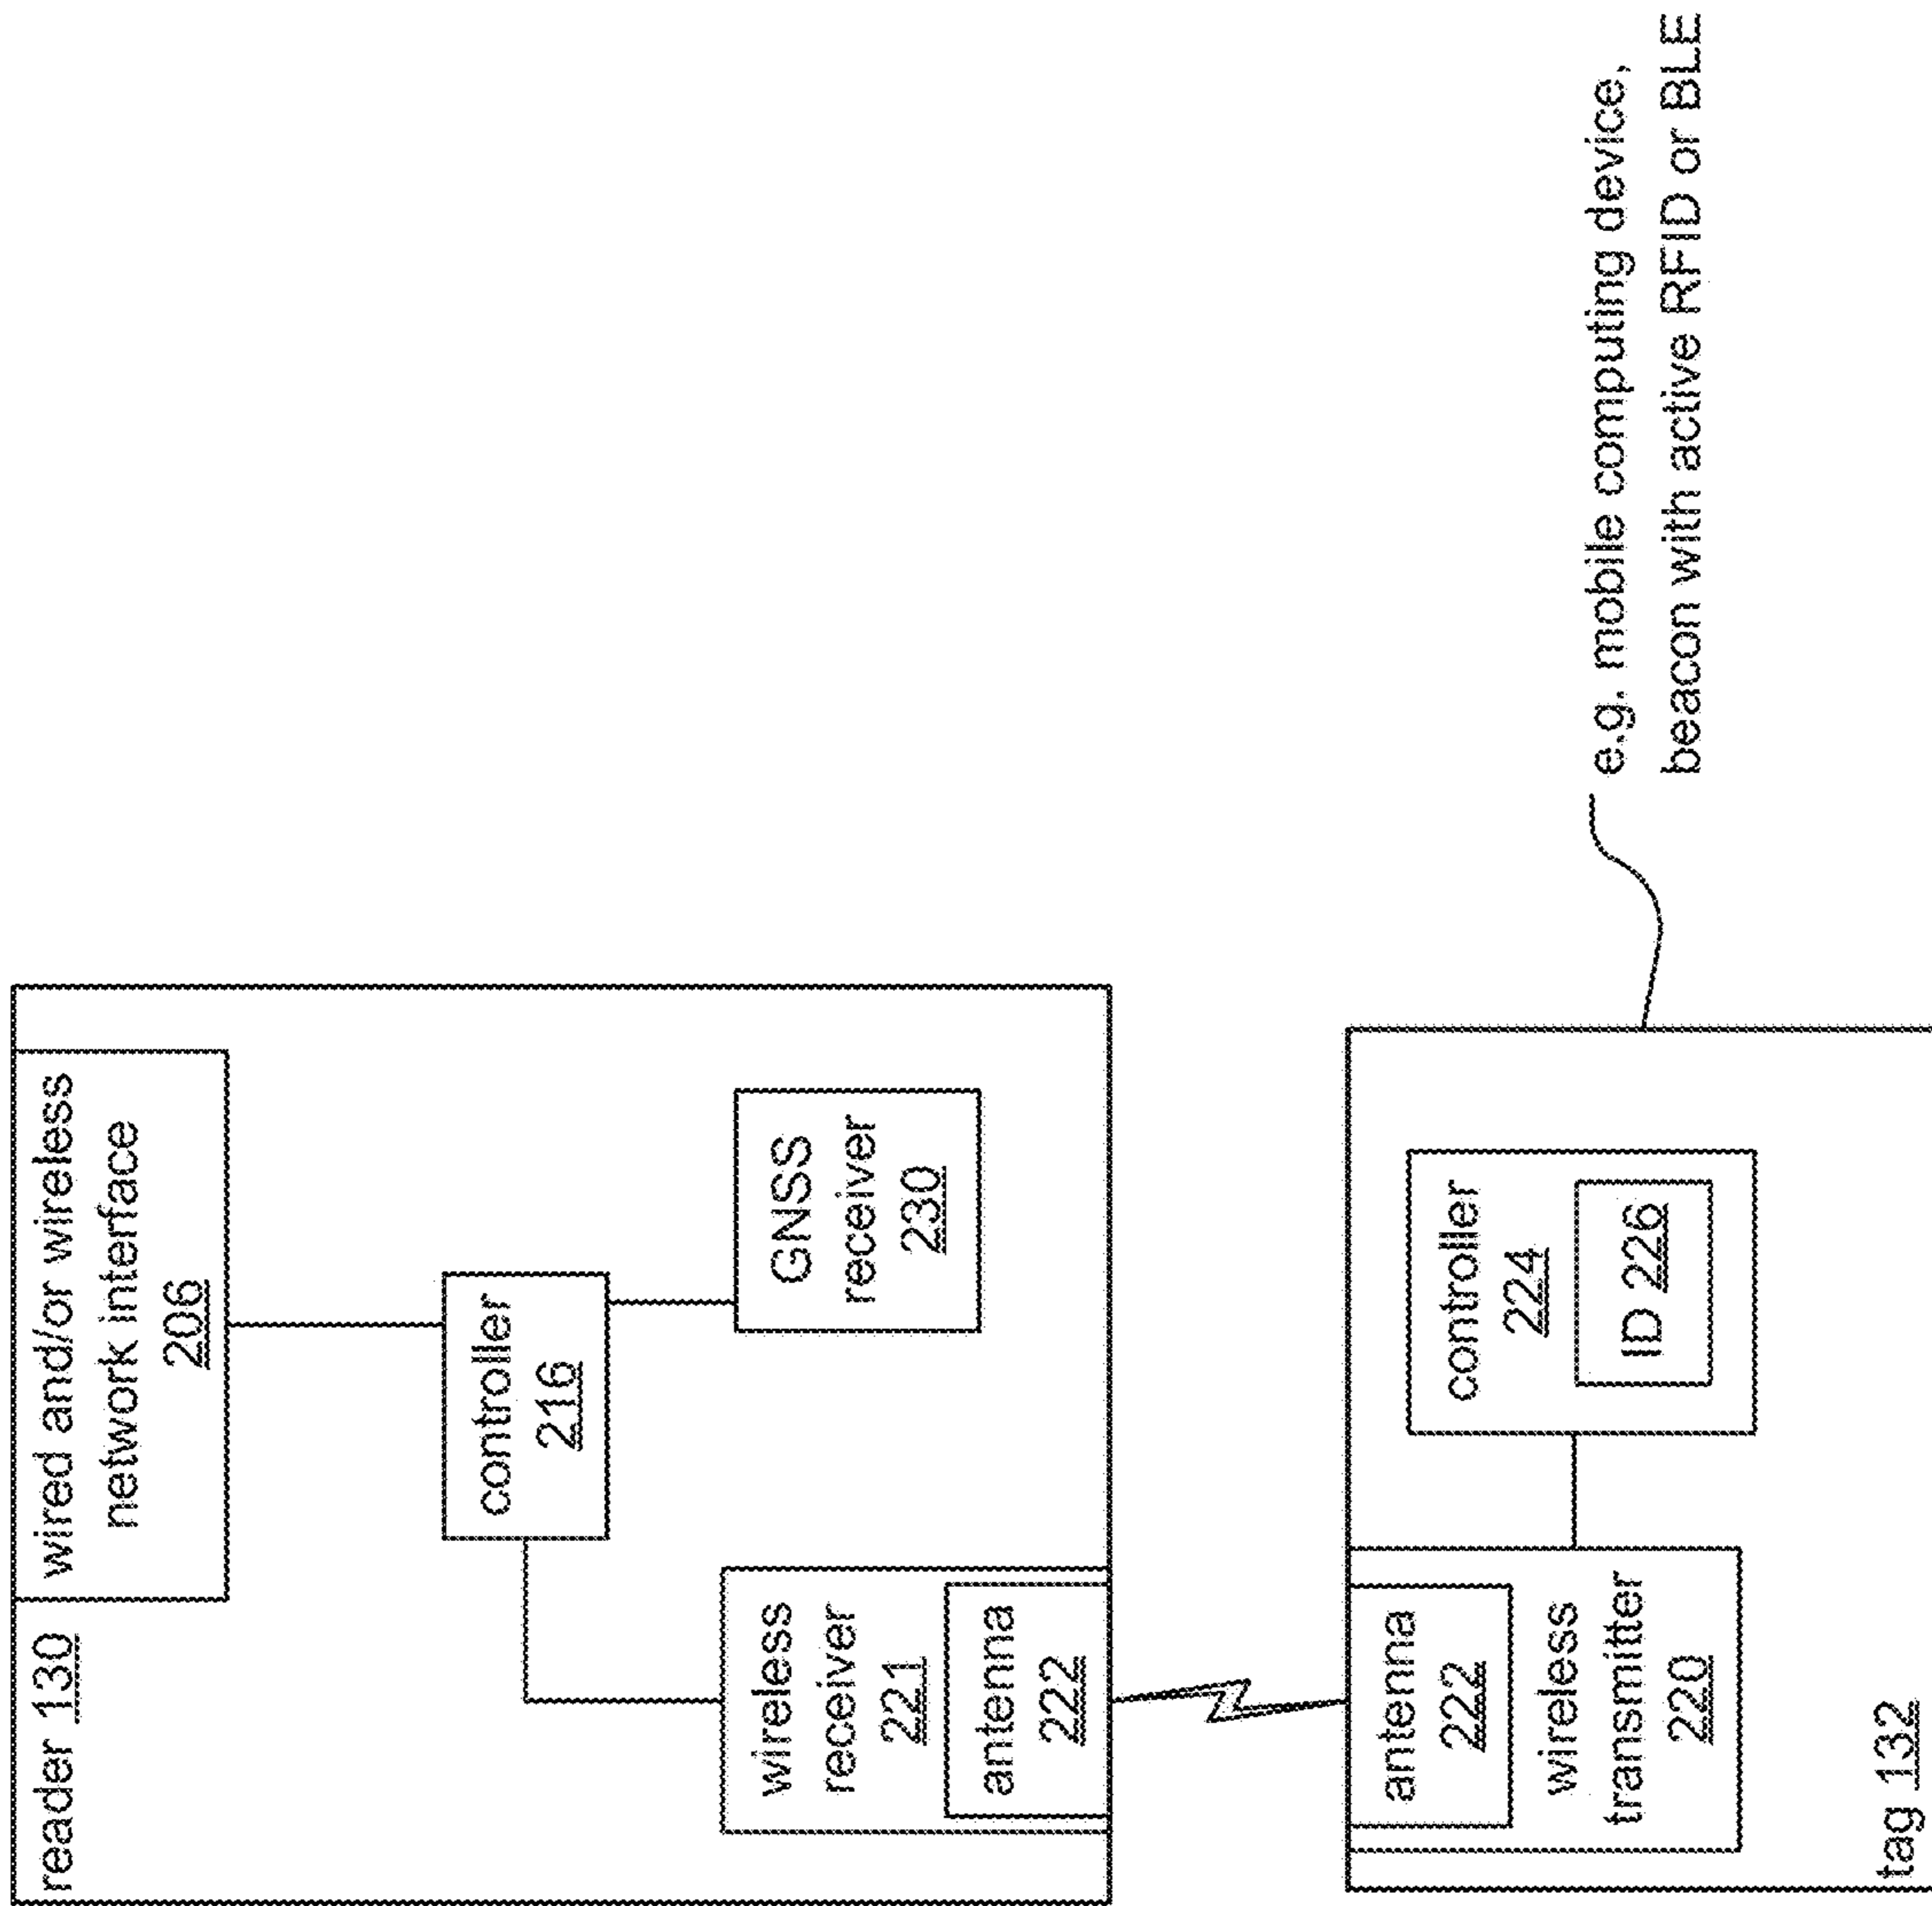 reader 130
wired and/or wireless
network interface
206
controller
216
GNSS
receiver
230
wireless
receiver
221
antenna
222
antenna
222
wireless
transmitter
220
controller
224
ID 226
tag 132
e.g. mobile computing device,
beacon with active RFID or BLE